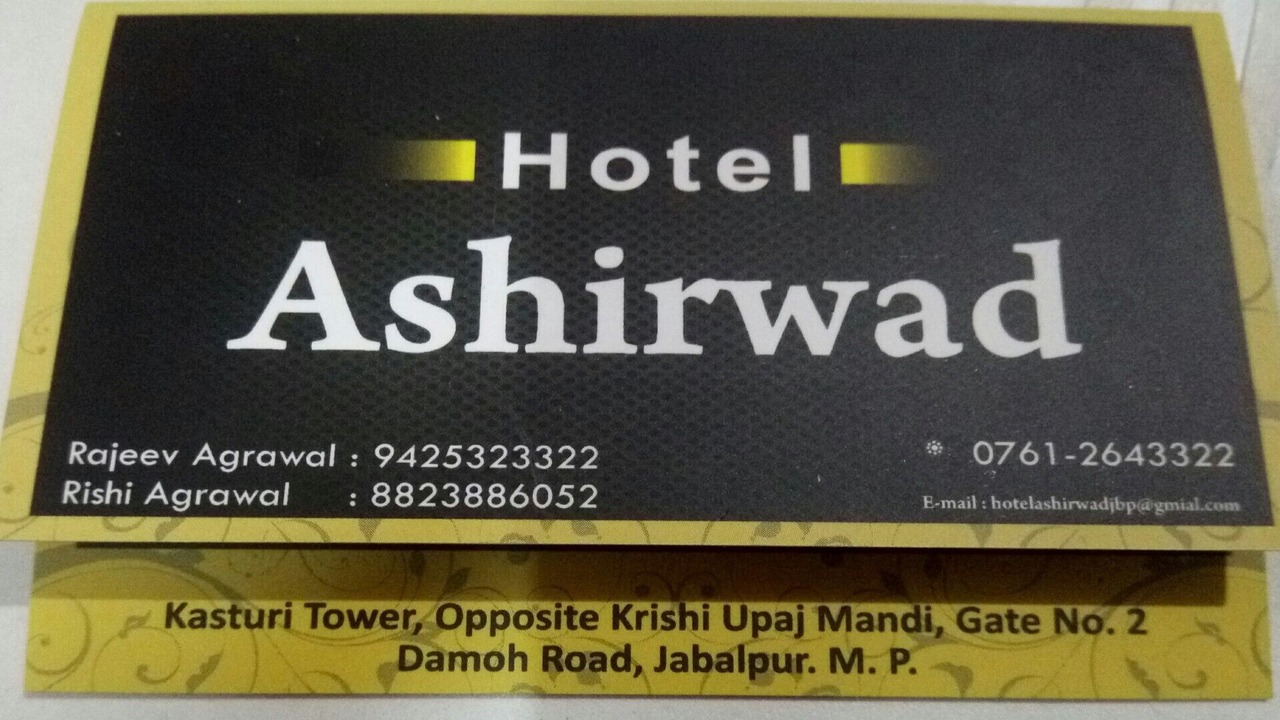 Hotel
Ashirwad
Rajeev Agrawal : 9425323322
Rishi Agrawal : 8823886052
0761-2643322
E-mail : hotelashirwadjbp@gmial.com
Kasturi Tower, Opposite Krishi Upaj Mandi, Gate No. 2
Damoh Road, Jabalpur. M. P.